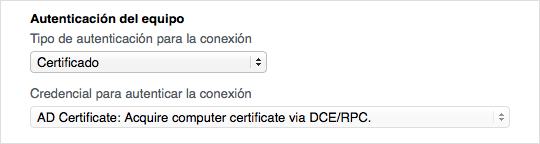 Autenticación del equipo
Tipo de autenticación para la conexión
Certificado
Credencial para autenticar la conexión
AD Certificate: Acquire computer certificate via DCE/RPC.